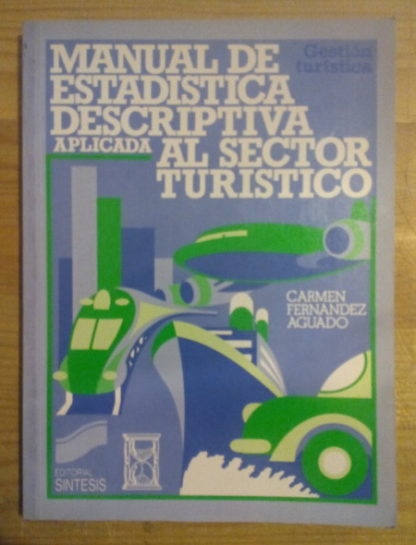 Gestión
turística
MANUAL DE
ESTADISTICA
DESCRIPTIVA
APLICADA AL SECTOR
TURISTICO
CARMEN
FERNANDEZ
AGUADO
EDITORIAL
SINTESIS